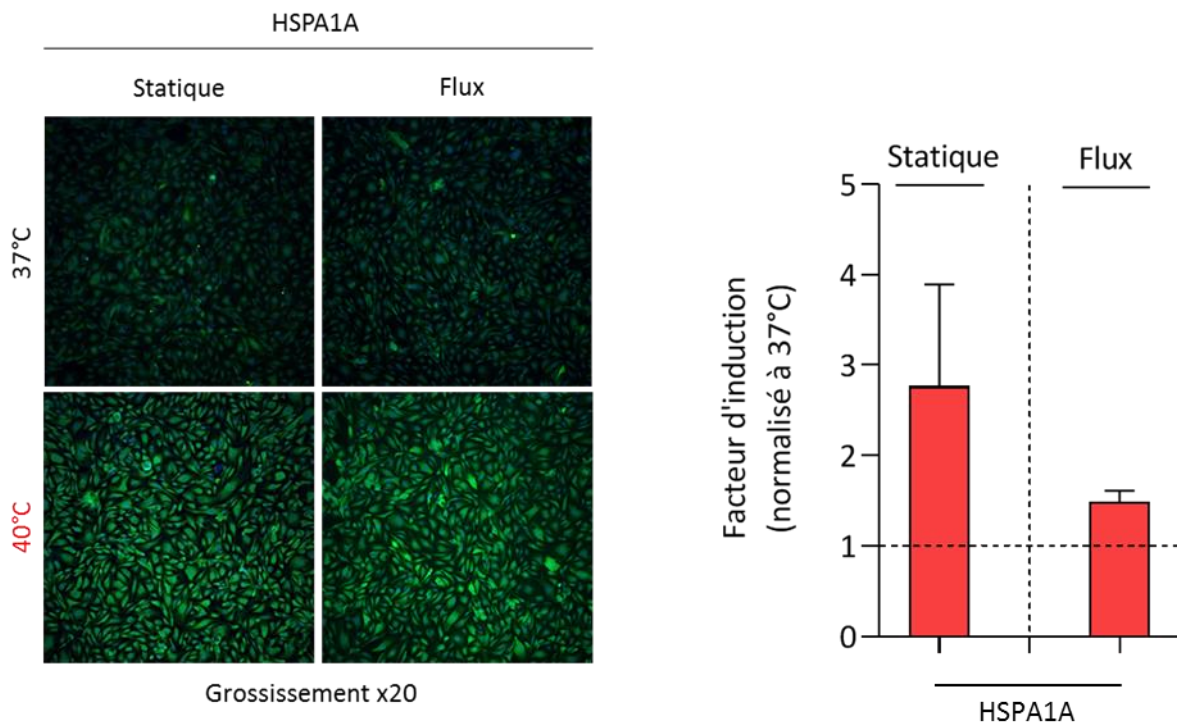 HSPA1A
Statique
Flux
37°C
40°C
Grossissement x20
Statique
Flux
Facteur d'induction
(normalisé à 37°C)
5
4
3
2
1
0
HSPA1A